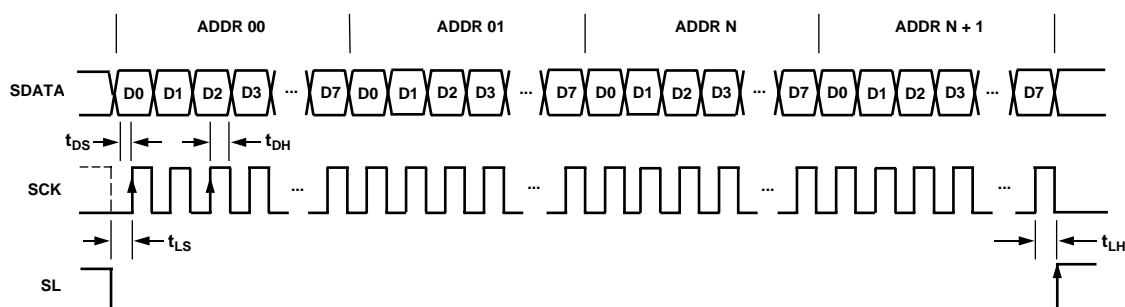 ADDR 00 ADDR 01 ADDR N ADDR N + 1
SDATA D0 D1 D2 D3 ... D7 D0 D1 D2 D3 ... D7 D0 D1 D2 D3 ... D7 D0 D1 D2 D3 ... D7
tDS tDH
SCK ... ... ... ...
tLS tLH
SL